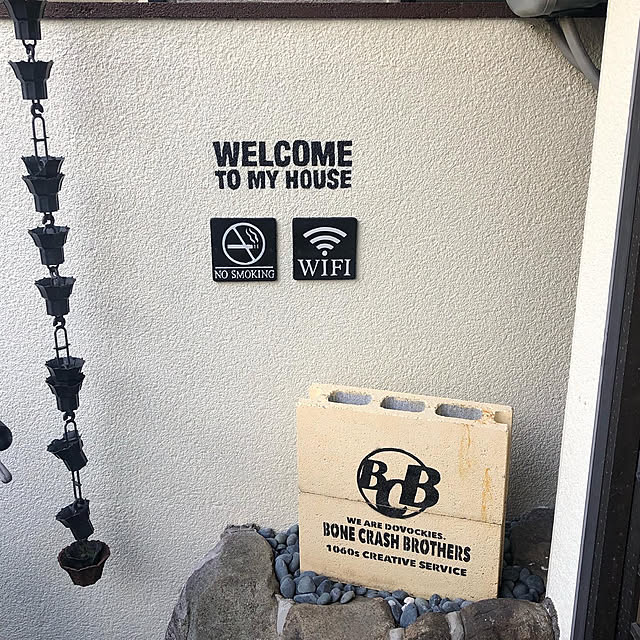 WELCOME
TO MY HOUSE
NO SMOKING
WIFI
BCB
WE ARE DOVOCKIES.
BONE CRASH BROTHERS
1060s CREATIVE SERVICE